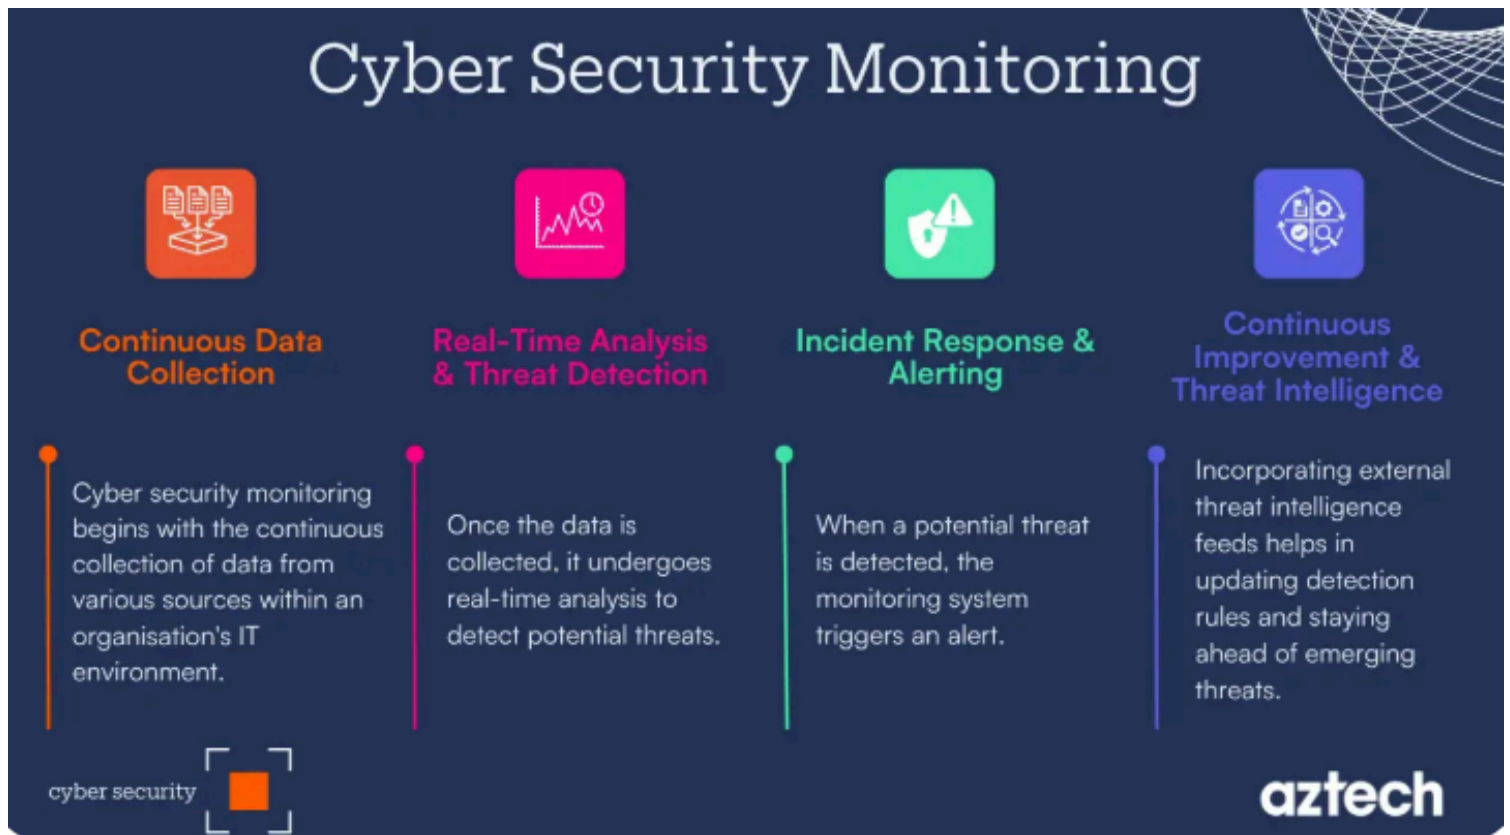 Cyber Security Monitoring
Continuous Data
Collection
Cyber security monitoring
begins with the continuous
collection of data from
various sources within an
organisation's IT
environment.
Real-Time Analysis
& Threat Detection
Once the data is
collected, it undergoes
real-time analysis to
detect potential threats.
Incident Response &
Alerting
When a potential threat
is detected, the
monitoring system
triggers an alert.
Continuous
Improvement &
Threat Intelligence
Incorporating external
threat intelligence
feeds helps in
updating detection
rules and staying
ahead of emerging
threats.
cyber security
aztech